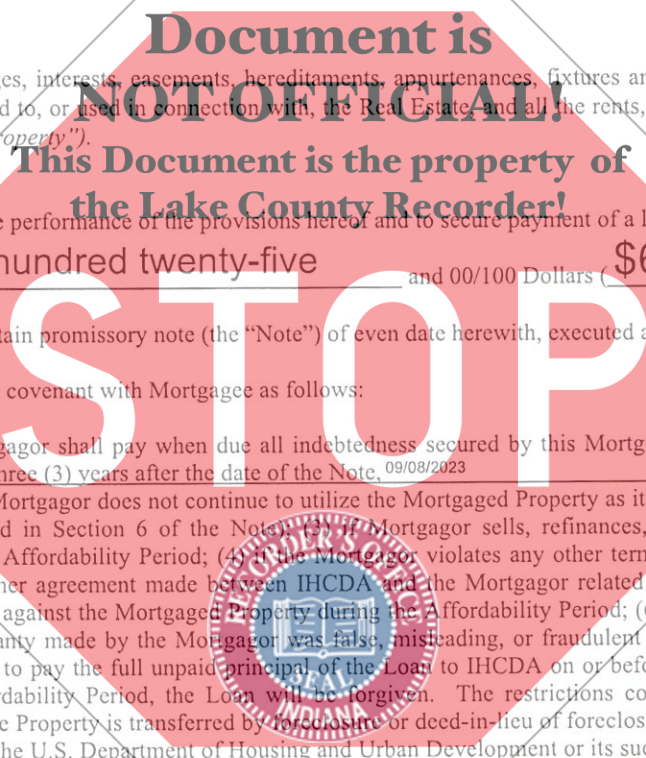 Document is
ges, interests, easements, hereditaments, appurtenances, fixtures an
NOT OFFICIAL!
d to, or used in connection with, the Real Estate, and all the rents,
operty").
This Document is the property of
the Lake County Recorder!
e performance of the provisions hereof and to secure payment of a l
hundred twenty-five and 00/100 Dollars ( $6
tain promissory note (the “Note”) of even date herewith, executed a
STOP
covenant with Mortgagee as follows:
gagor shall pay when due all indebtedness secured by this Mortg
hree (3) years after the date of the Note, 09/08/2023
Mortgagor does not continue to utilize the Mortgaged Property as it
d in Section 6 of the Note); (3) if Mortgagor sells, refinances,
Affordability Period; (4) if the Mortgagor violates any other term
her agreement made between IHCDA and the Mortgagor related
against the Mortgaged Property during the Affordability Period; (
anty made by the Mortgagor was false, misleading, or fraudulent
to pay the full unpaid principal of the Loan to IHCDA on or befo
rdability Period, the Loan will be forgiven. The restrictions co
e Property is transferred by foreclosure or deed-in-lieu of foreclos
he U.S. Department of Housing and Urban Development or its suc
RECORDER'S OFFICE
SEAL
INDIANA